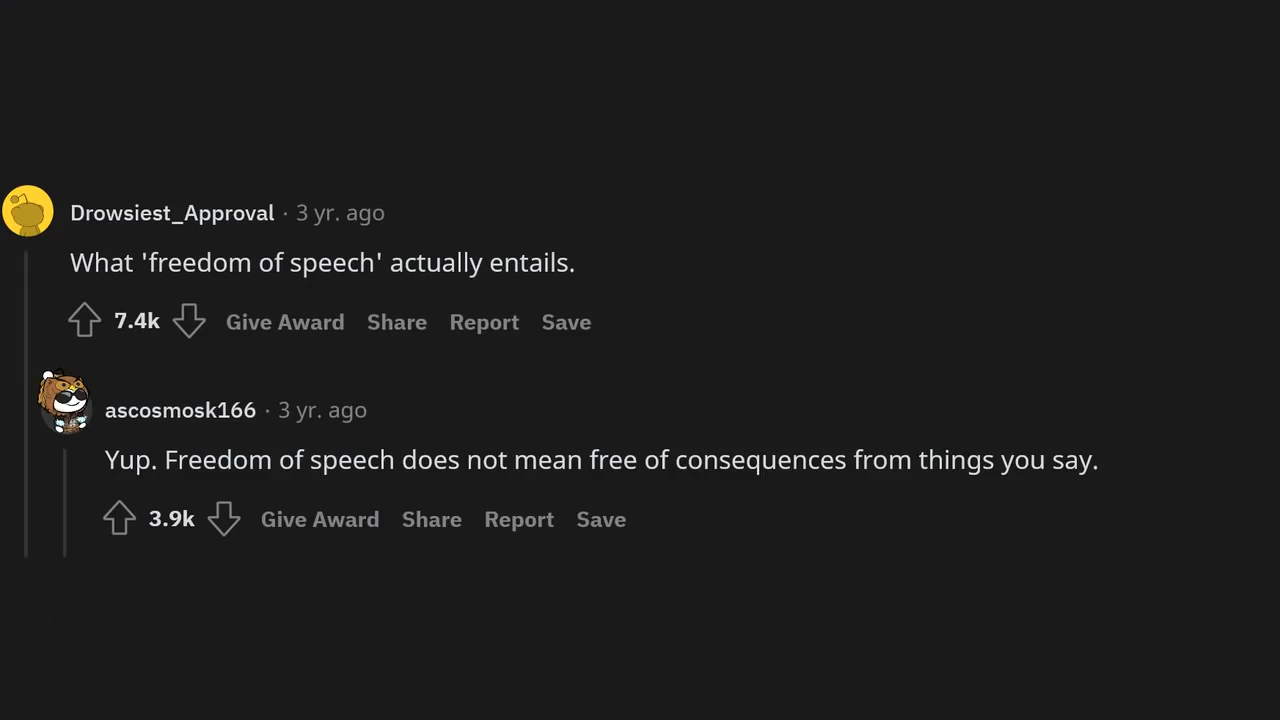 Drowsiest_Approval · 3 yr. ago
What 'freedom of speech' actually entails.
7.4k Give Award Share Report Save
ascosmosk166 · 3 yr. ago
Yup. Freedom of speech does not mean free of consequences from things you say.
3.9k Give Award Share Report Save